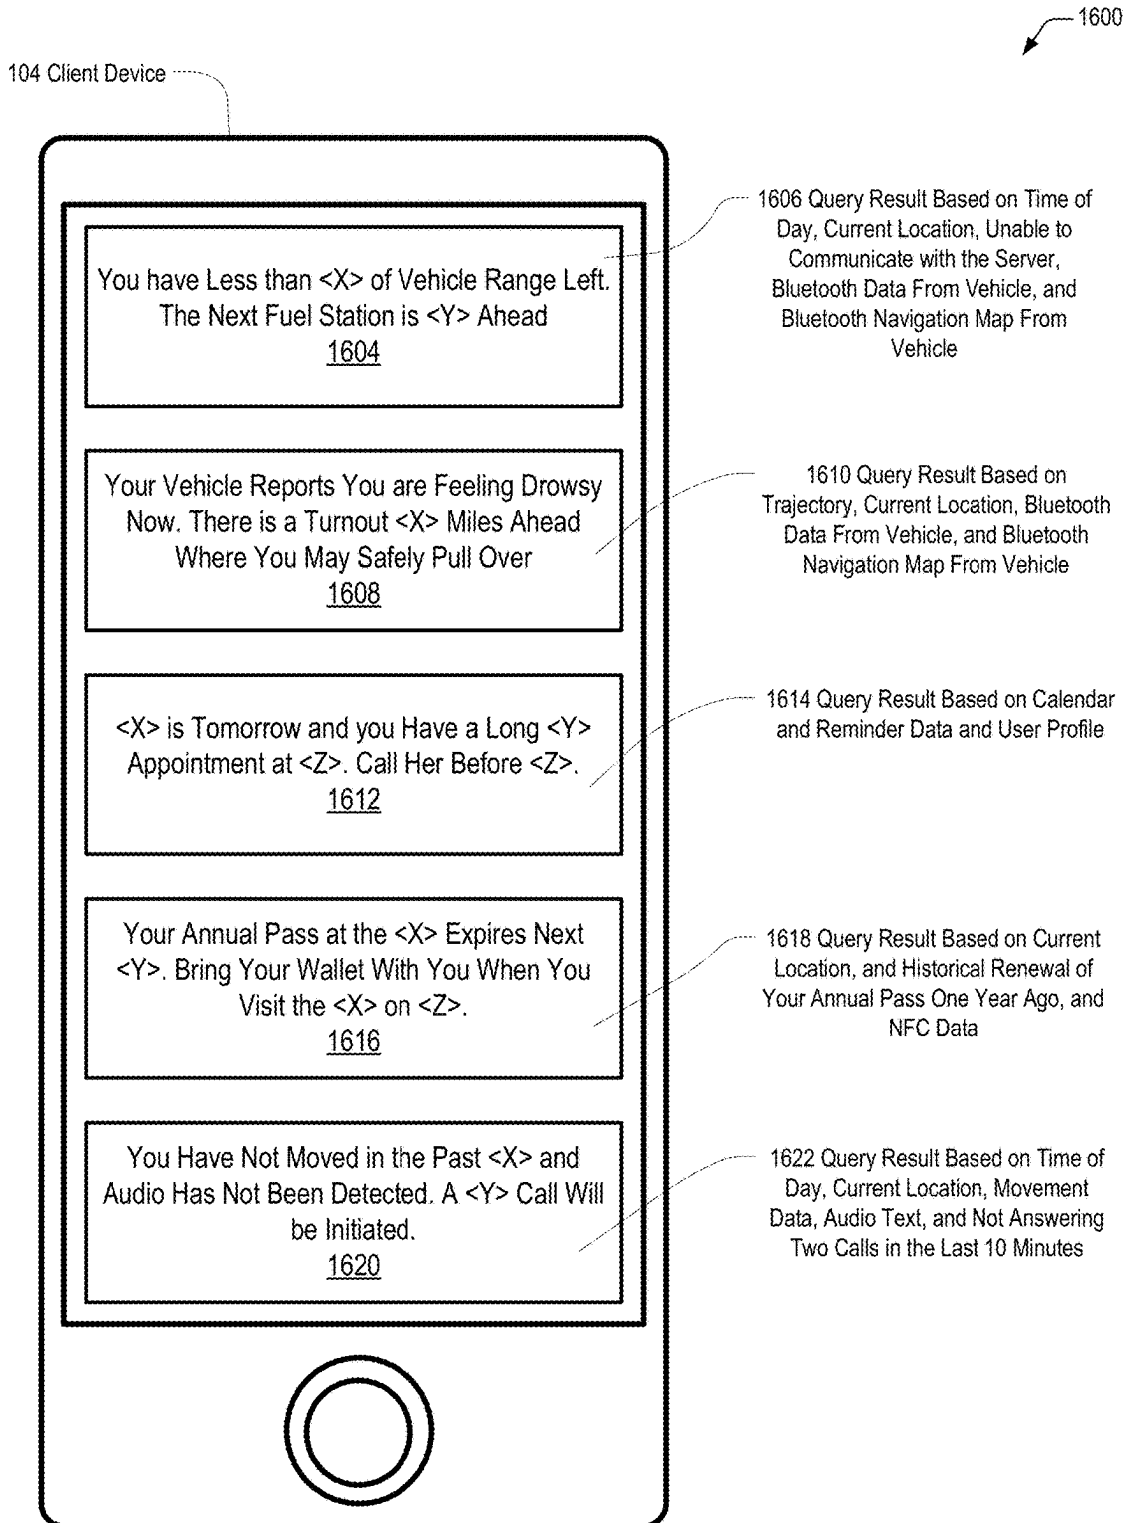 1600
104 Client Device
You have Less than <X> of Vehicle Range Left.
The Next Fuel Station is <Y> Ahead
1604
1606 Query Result Based on Time of
Day, Current Location, Unable to
Communicate with the Server,
Bluetooth Data From Vehicle, and
Bluetooth Navigation Map From
Vehicle
Your Vehicle Reports You are Feeling Drowsy
Now. There is a Turnout <X> Miles Ahead
Where You May Safely Pull Over
1608
1610 Query Result Based on
Trajectory, Current Location, Bluetooth
Data From Vehicle, and Bluetooth
Navigation Map From Vehicle
<X> is Tomorrow and you Have a Long <Y>
Appointment at <Z>. Call Her Before <Z>.
1612
1614 Query Result Based on Calendar
and Reminder Data and User Profile
Your Annual Pass at the <X> Expires Next
<Y>. Bring Your Wallet With You When You
Visit the <X> on <Z>.
1616
1618 Query Result Based on Current
Location, and Historical Renewal of
Your Annual Pass One Year Ago, and
NFC Data
You Have Not Moved in the Past <X> and
Audio Has Not Been Detected. A <Y> Call Will
be Initiated.
1620
1622 Query Result Based on Time of
Day, Current Location, Movement
Data, Audio Text, and Not Answering
Two Calls in the Last 10 Minutes